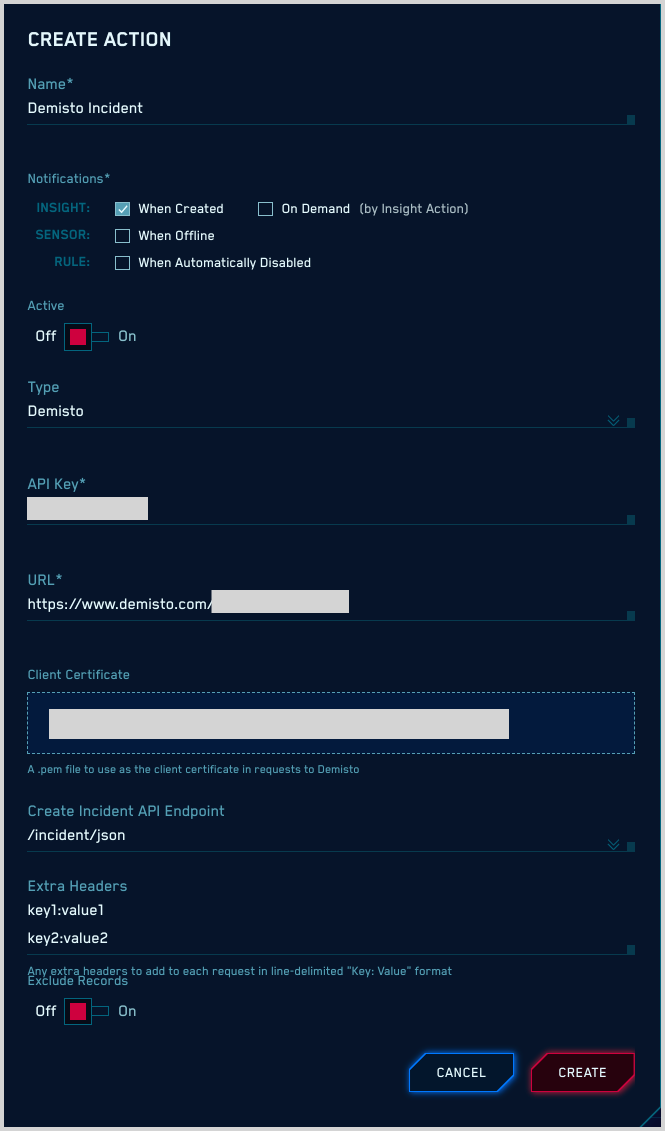 CREATE ACTION
Name*
Demisto Incident
Notifications*
INSIGHT: When Created On Demand (by Insight Action)
SENSOR: When Offline
RULE: When Automatically Disabled
Active
Off On
Type
Demisto
API Key*
URL*
https://www.demisto.com/
Client Certificate
A .pem file to use as the client certificate in requests to Demisto
Create Incident API Endpoint
/incident/json
Extra Headers
key1:value1
key2:value2
Any extra headers to add to each request in line-delimited "Key: Value" format
Exclude Records
Off On
CANCEL CREATE